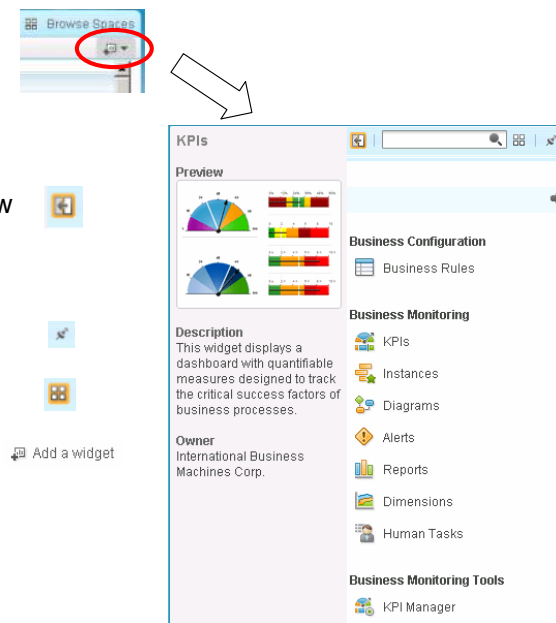 Browse Spaces
KPIs
Preview
Description
This widget displays a
dashboard with quantifiable
measures designed to track
the critical success factors of
business processes.
Owner
International Business
Machines Corp.
w
Add a widget
Business Configuration
Business Rules
Business Monitoring
KPIs
Instances
Diagrams
Alerts
Reports
Dimensions
Human Tasks
Business Monitoring Tools
KPI Manager